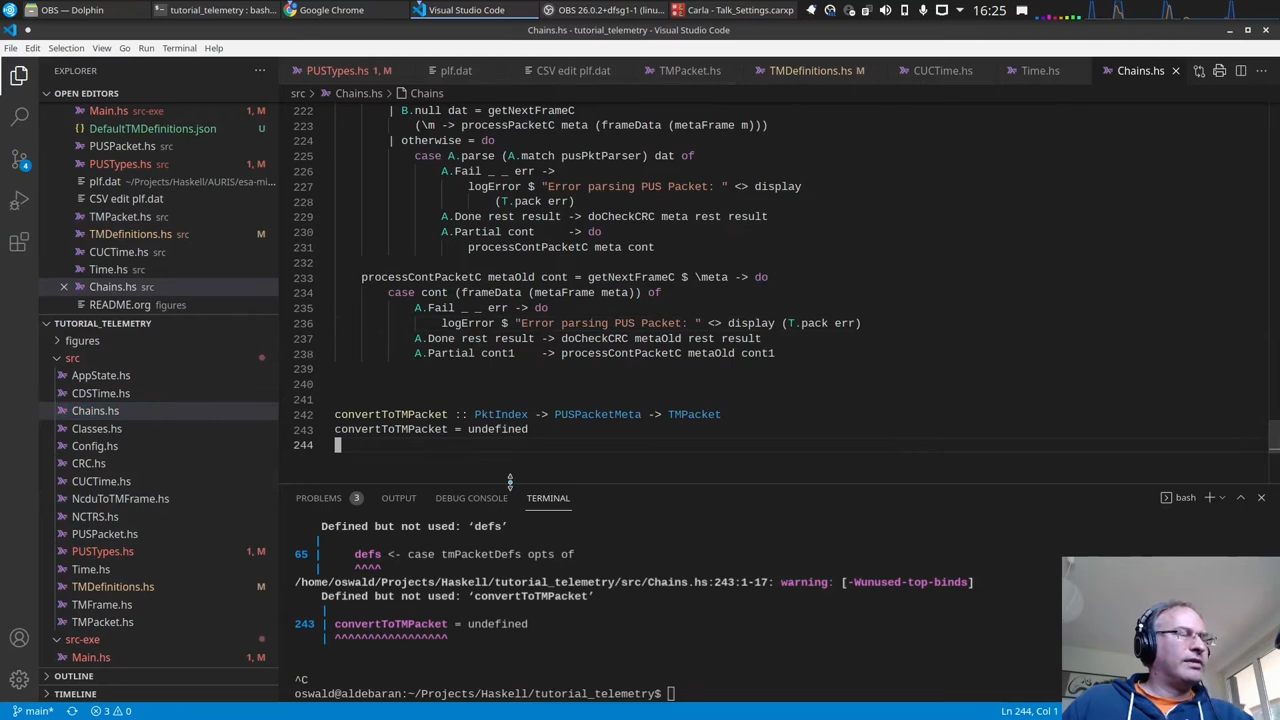 DATA — Dolphin
tutorial_telemetry : bash...
Google Chrome
Visual Studio Code
OBS 26.0.2+dfsg1-1 (linu...
Carla - Talk_Settings.carxp
16:25
Chains.hs - tutorial_telemetry - Visual Studio Code
File Edit Selection View Go Run Terminal Help
EXPLORER
PUSTypes.hs 1, M
plf.dat
CSV edit plf.dat
TMPacket.hs
TMDefinitions.hs M
CUCTime.hs
Time.hs
Chains.hs
OPEN EDITORS
src > Chains.hs > Chains
Main.hs src-exe
DefaultTMDefinitions.json U
PUSPacket.hs src
PUSTypes.hs src 1, M
plf.dat ~/Projects/Haskell/AURIS/esa-mi...
CSV edit plf.dat
TMPacket.hs src
TMDefinitions.hs src M
CUCTime.hs src
Time.hs src
Chains.hs src
README.org figures
TUTORIAL_TELEMETRY
figures
src
AppState.hs
CDSTime.hs
Chains.hs
Classes.hs
Config.hs
CRC.hs
CUCTime.hs
NcduToTMFrame.hs
NCTRS.hs
PUSPacket.hs
PUSTypes.hs 1, M
Time.hs
TMDefinitions.hs M
TMFrame.hs
TMPacket.hs
src-exe
Main.hs 1, M
OUTLINE
TIMELINE
222 | B.null dat = getNextFrameC
223 (\m -> processPacketC meta (frameData (metaFrame m)))
224 | otherwise = do
225 case A.parse (A.match pusPktParser) dat of
226 A.Fail _ _ err ->
227 logError $ "Error parsing PUS Packet: " <> display
228 (T.pack err)
229 A.Done rest result -> doCheckCRC meta rest result
230 A.Partial cont -> do
231 processContPacketC meta cont
232
233 processContPacketC metaOld cont = getNextFrameC $ \meta -> do
234 case cont (frameData (metaFrame meta)) of
235 A.Fail _ _ err -> do
236 logError $ "Error parsing PUS Packet: " <> display (T.pack err)
237 A.Done rest result -> doCheckCRC metaOld rest result
238 A.Partial cont1 -> processContPacketC metaOld cont1
239
240
241
242 convertToTMPacket :: PktIndex -> PUSPacketMeta -> TMPacket
243 convertToTMPacket = undefined
244
PROBLEMS 3 OUTPUT DEBUG CONSOLE TERMINAL
bash
Defined but not used: ‘defs’
|
65 | defs <- case tmPacketDefs opts of
| ^^^^
/home/oswald/Projects/Haskell/tutorial_telemetry/src/Chains.hs:243:1-17: warning: [-Wunused-top-binds]
Defined but not used: ‘convertToTMPacket’
|
243 | convertToTMPacket = undefined
| ^^^^^^^^^^^^^^^^^
^C
oswald@aldebaran:~/Projects/Haskell/tutorial_telemetry$
main* 3 0
Ln 244, Col 1